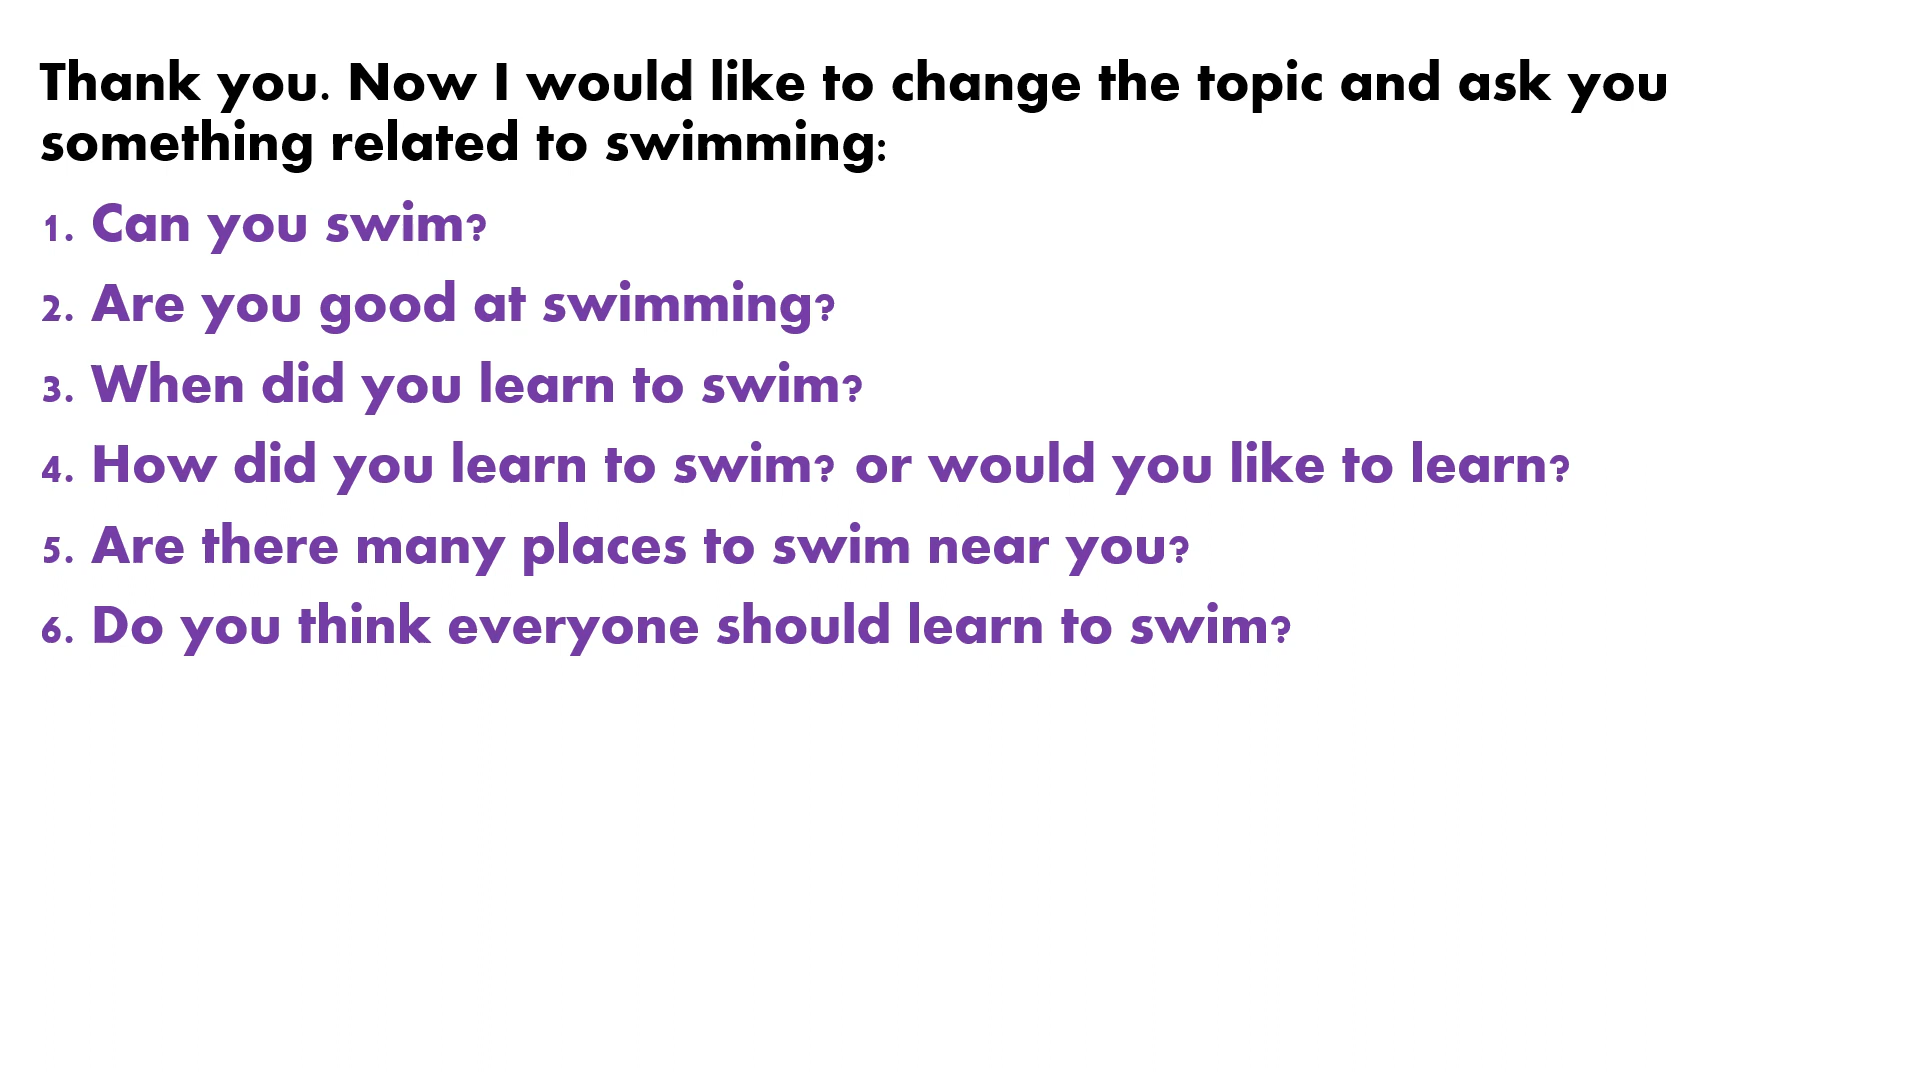 Thank you. Now I would like to change the topic and ask you
something related to swimming:
1. Can you swim?
2. Are you good at swimming?
3. When did you learn to swim?
4. How did you learn to swim? or would you like to learn?
5. Are there many places to swim near you?
6. Do you think everyone should learn to swim?